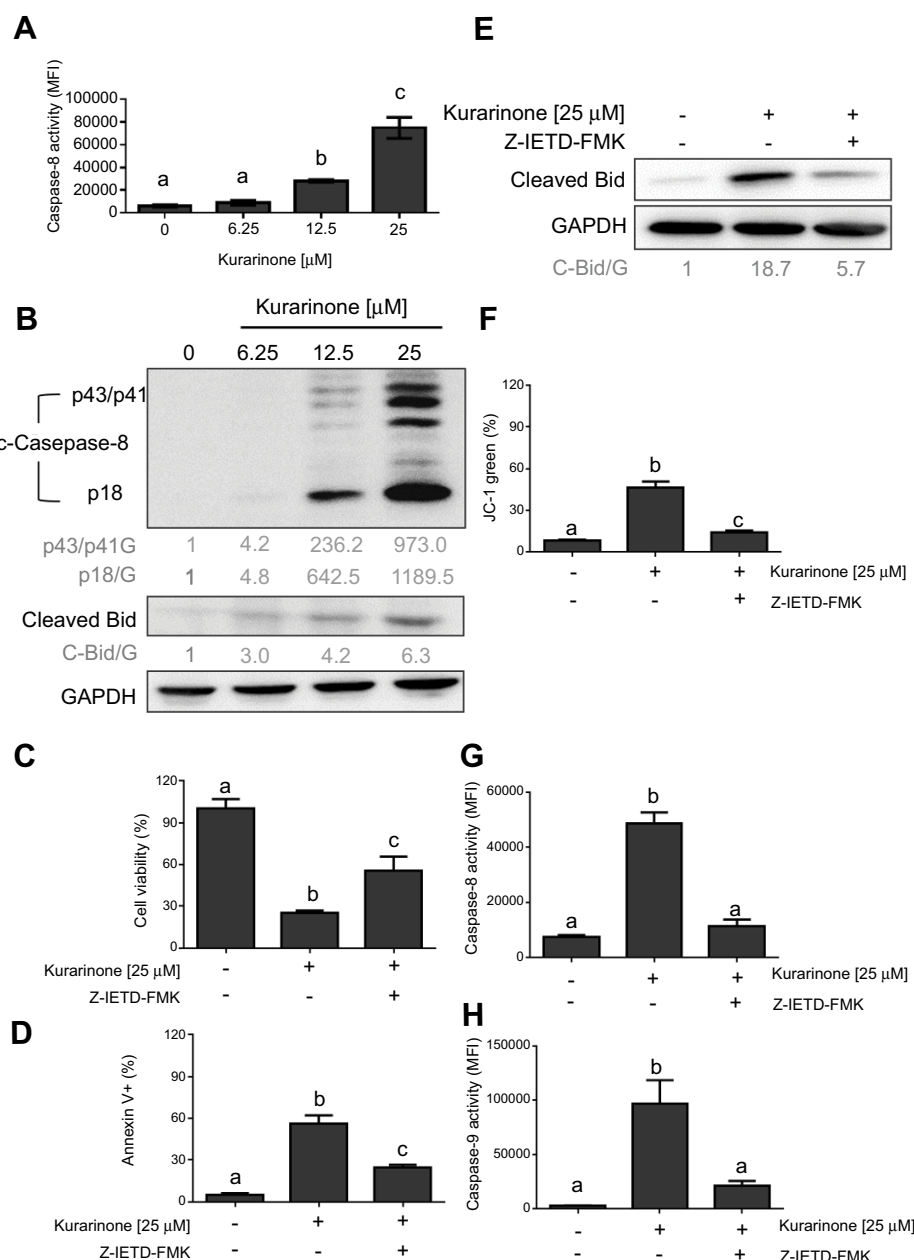 A
Caspase-8 activity (MFI)
100000
80000
60000
40000
20000
0
a
a
b
c
0 6.25 12.5 25
Kurarinone [μM]
B
Kurarinone [μM]
0 6.25 12.5 25
p43/p41
c-Casepase-8
p18
p43/p41G 1 4.2 236.2 973.0
p18/G 1 4.8 642.5 1189.5
Cleaved Bid
C-Bid/G 1 3.0 4.2 6.3
GAPDH
C
Cell viability (%)
120
90
60
30
0
a
b
c
Kurarinone [25 μM] - + +
Z-IETD-FMK - - +
D
Annexin V+ (%)
120
90
60
30
0
a
b
c
Kurarinone [25 μM] - + +
Z-IETD-FMK - - +
E
Kurarinone [25 μM] - + +
Z-IETD-FMK - - +
Cleaved Bid
GAPDH
C-Bid/G 1 18.7 5.7
F
JC-1 green (%)
120
90
60
30
0
a
b
c
- + + Kurarinone [25 μM]
- - + Z-IETD-FMK
G
Caspase-8 activity (MFI)
60000
40000
20000
0
a
b
a
- + + Kurarinone [25 μM]
- - + Z-IETD-FMK
H
Caspase-9 activity (MFI)
150000
100000
50000
0
a
b
a
- + + Kurarinone [25 μM]
- - + Z-IETD-FMK